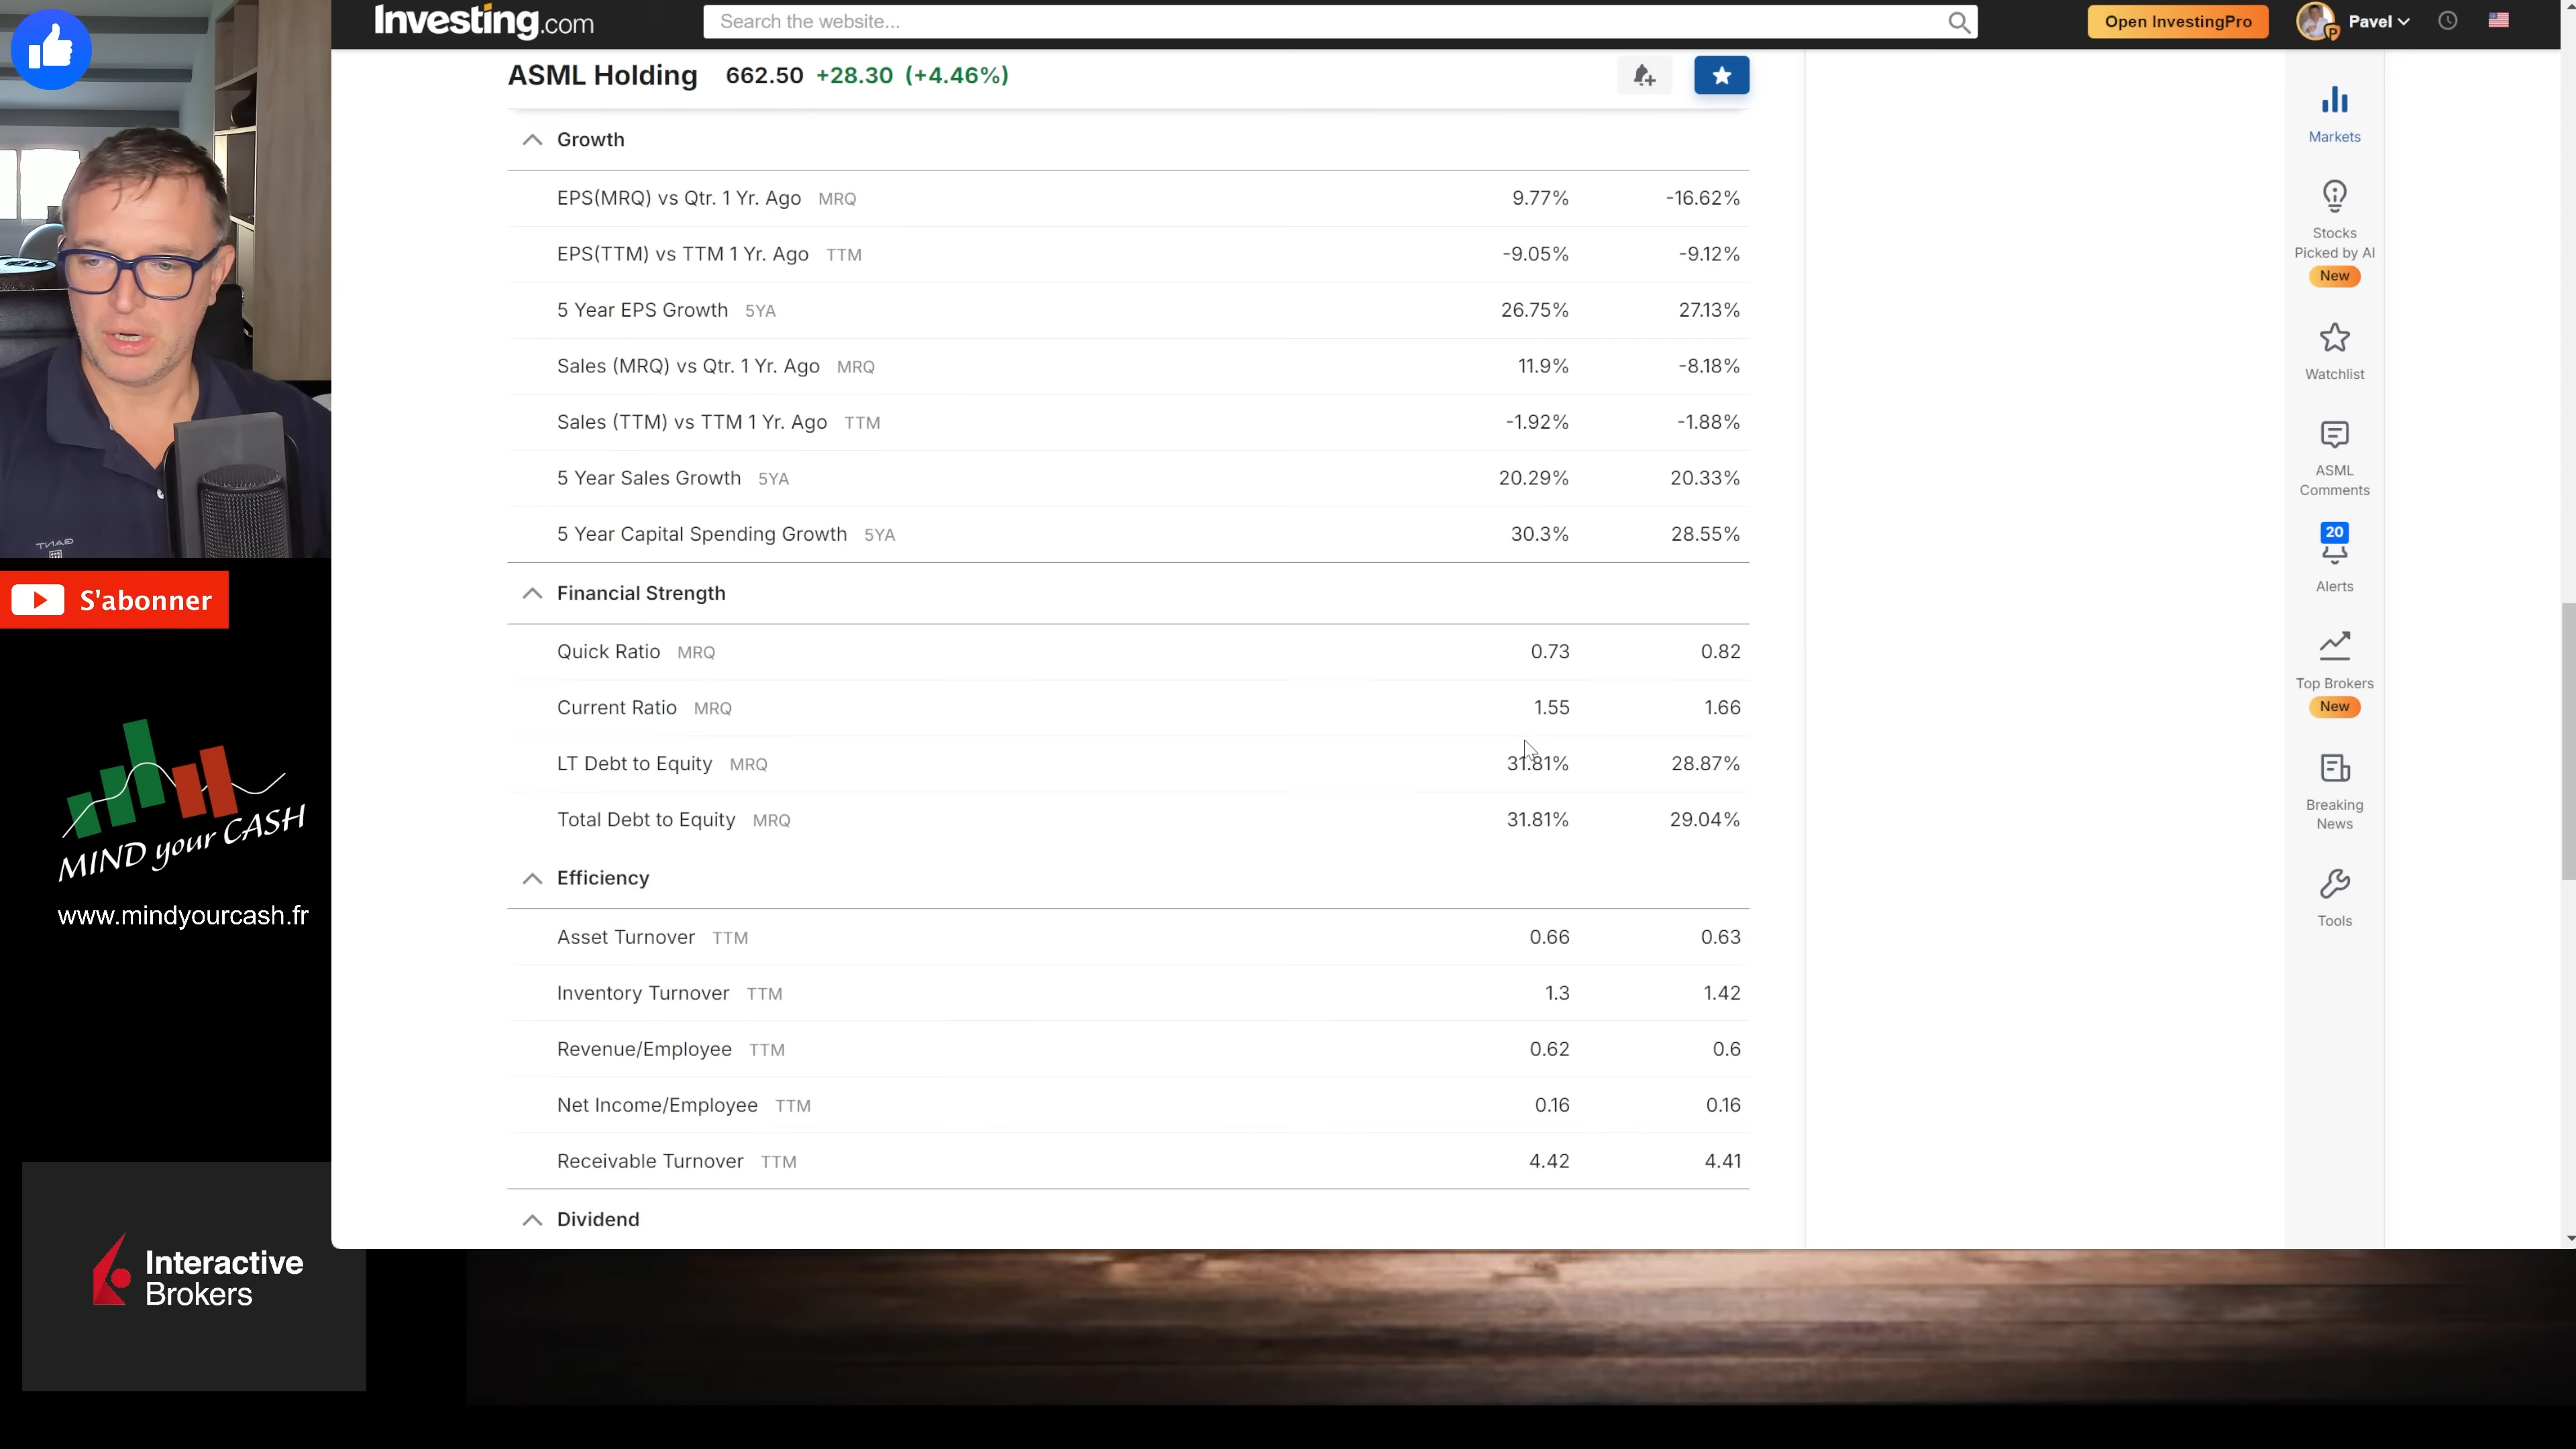 Investing.com
Search the website...
Open InvestingPro
Pavel
ASML Holding 662.50 +28.30 (+4.46%)
Growth
EPS(MRQ) vs Qtr. 1 Yr. Ago MRQ 9.77% -16.62%
EPS(TTM) vs TTM 1 Yr. Ago TTM -9.05% -9.12%
5 Year EPS Growth 5YA 26.75% 27.13%
Sales (MRQ) vs Qtr. 1 Yr. Ago MRQ 11.9% -8.18%
Sales (TTM) vs TTM 1 Yr. Ago TTM -1.92% -1.88%
5 Year Sales Growth 5YA 20.29% 20.33%
5 Year Capital Spending Growth 5YA 30.3% 28.55%
Financial Strength
Quick Ratio MRQ 0.73 0.82
Current Ratio MRQ 1.55 1.66
LT Debt to Equity MRQ 31.81% 28.87%
Total Debt to Equity MRQ 31.81% 29.04%
Efficiency
Asset Turnover TTM 0.66 0.63
Inventory Turnover TTM 1.3 1.42
Revenue/Employee TTM 0.62 0.6
Net Income/Employee TTM 0.16 0.16
Receivable Turnover TTM 4.42 4.41
Dividend
Markets
Stocks
Picked by AI
New
Watchlist
ASML
Comments
20
Alerts
Top Brokers
New
Breaking
News
Tools
GANT
S'abonner
MIND your CASH
www.mindyourcash.fr
Interactive
Brokers